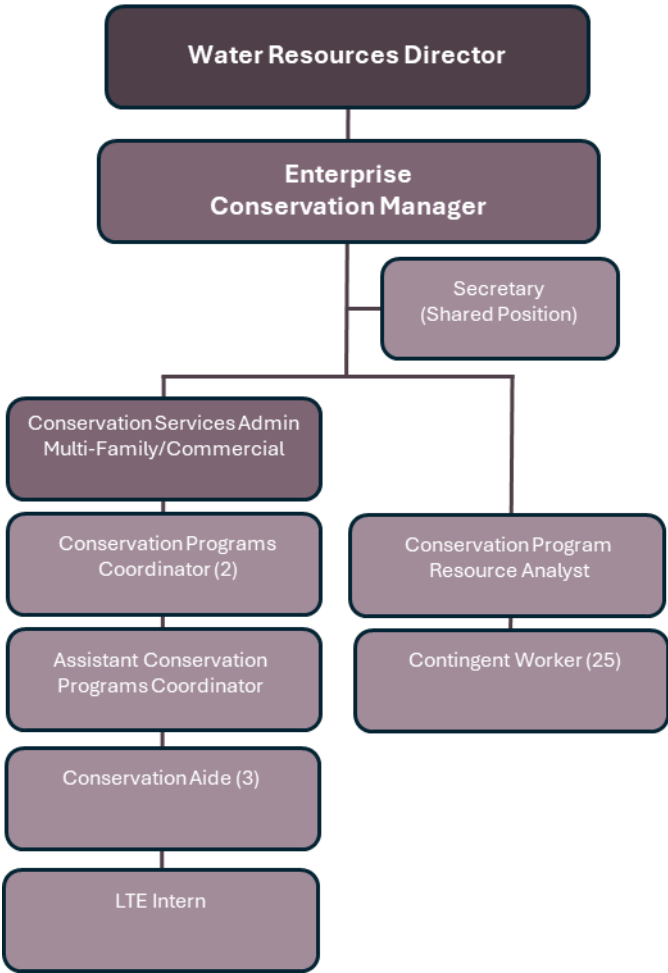 Water Resources Director
Enterprise
Conservation Manager
Secretary
(Shared Position)
Conservation Services Admin
Multi-Family/Commercial
Conservation Programs
Coordinator (2)
Conservation Program
Resource Analyst
Assistant Conservation
Programs Coordinator
Contingent Worker (25)
Conservation Aide (3)
LTE Intern